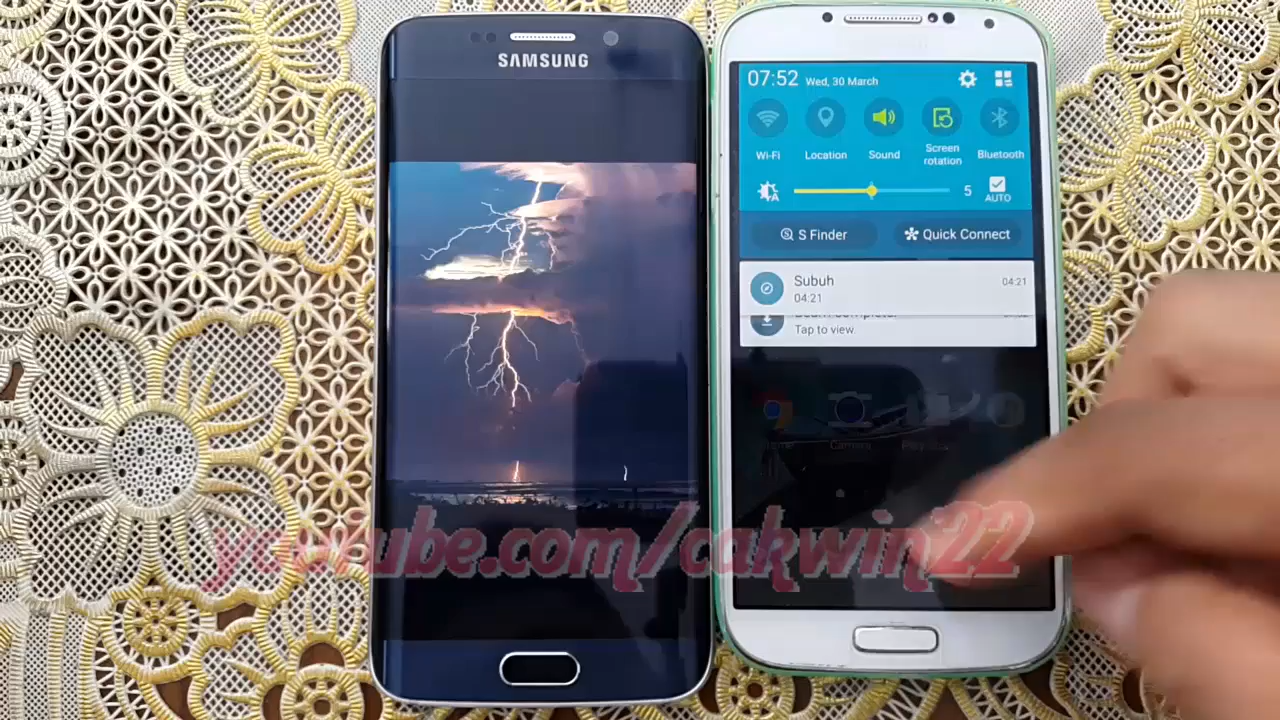 SAMSUNG
07:52 Wed, 30 March
Wi-Fi Location Sound Screen rotation Bluetooth
A 5 AUTO
S Finder Quick Connect
Subuh 04:21
04:21
Tap to view.
Camera
youtube.com/cakwin22